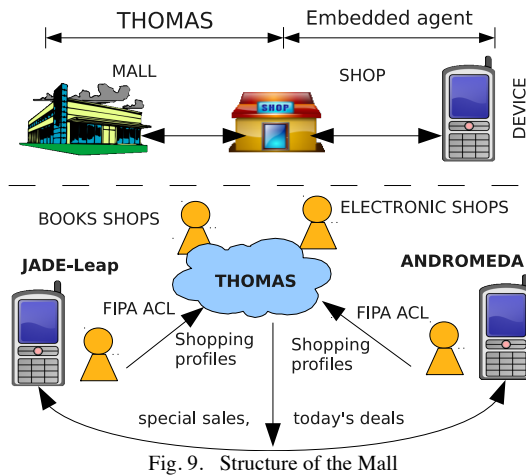 THOMAS
Embedded agent
MALL
SHOP
SHOP
DEVICE
BOOKS SHOPS
ELECTRONIC SHOPS
JADE-Leap
THOMAS
ANDROMEDA
FIPA ACL
FIPA ACL
Shopping
profiles
Shopping
profiles
special sales,
today's deals
Fig. 9. Structure of the Mall